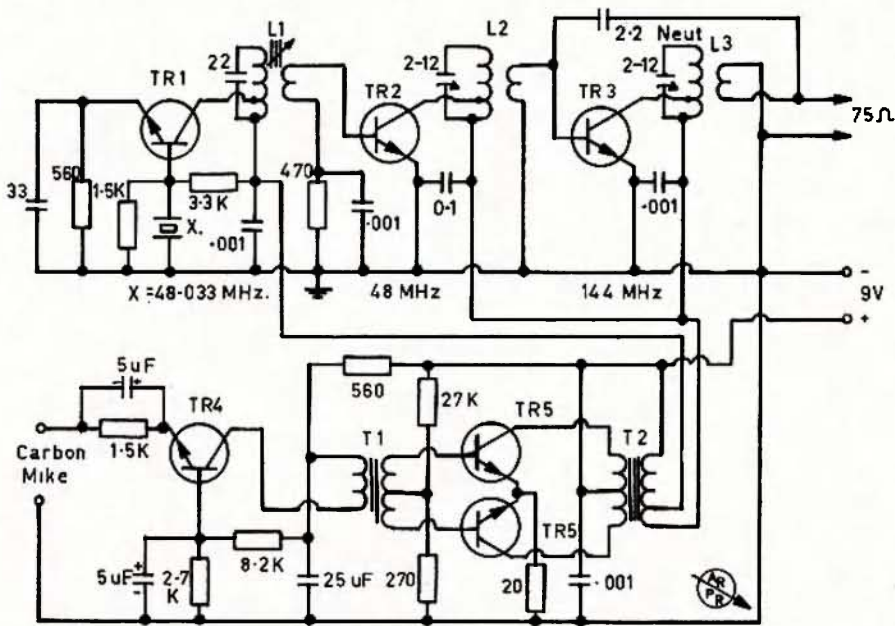 L1
L2
2·2
Neut
L3
22
2-12
2-12
TR1
TR2
TR3
75Ω
560
1·5K
3·3K
470
33
X.
·001
·001
0·1
·001
X=48·033 MHz.
48 MHz
144 MHz
-
9V
+
5uF
- +
560
27K
TR4
TR5
1·5K
T1
T2
Carbon
Mike
TR5
8·2K
+
5uF
-
2·7
K
25 uF
270
20
·001
A R
P R